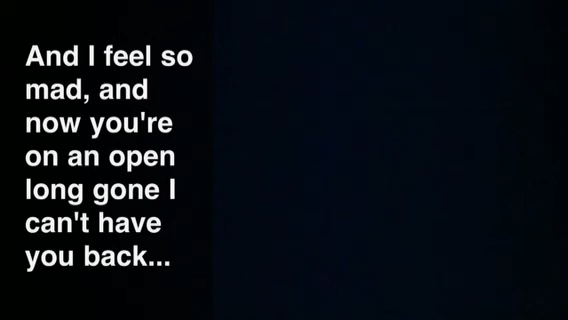 And I feel so
mad, and
now you're
on an open
long gone I
can't have
you back...